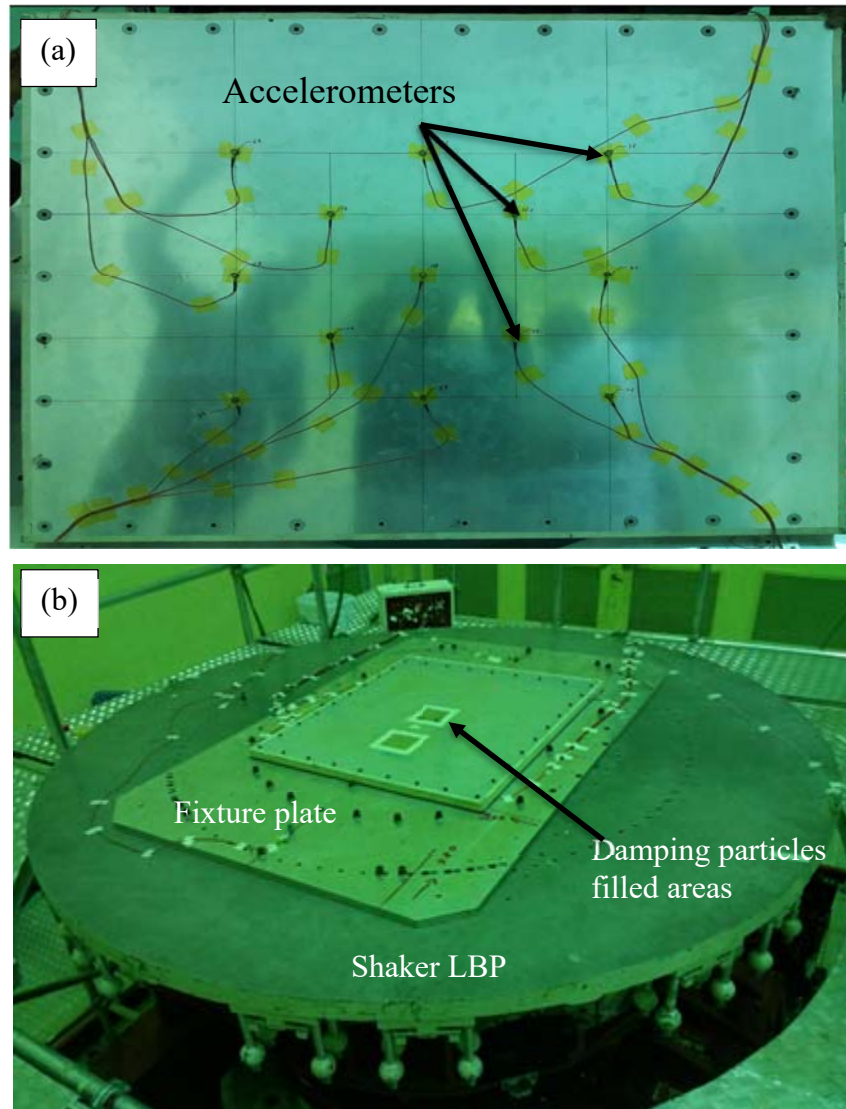 (a)
Accelerometers
(b)
Fixture plate
Damping particles
filled areas
Shaker LBP